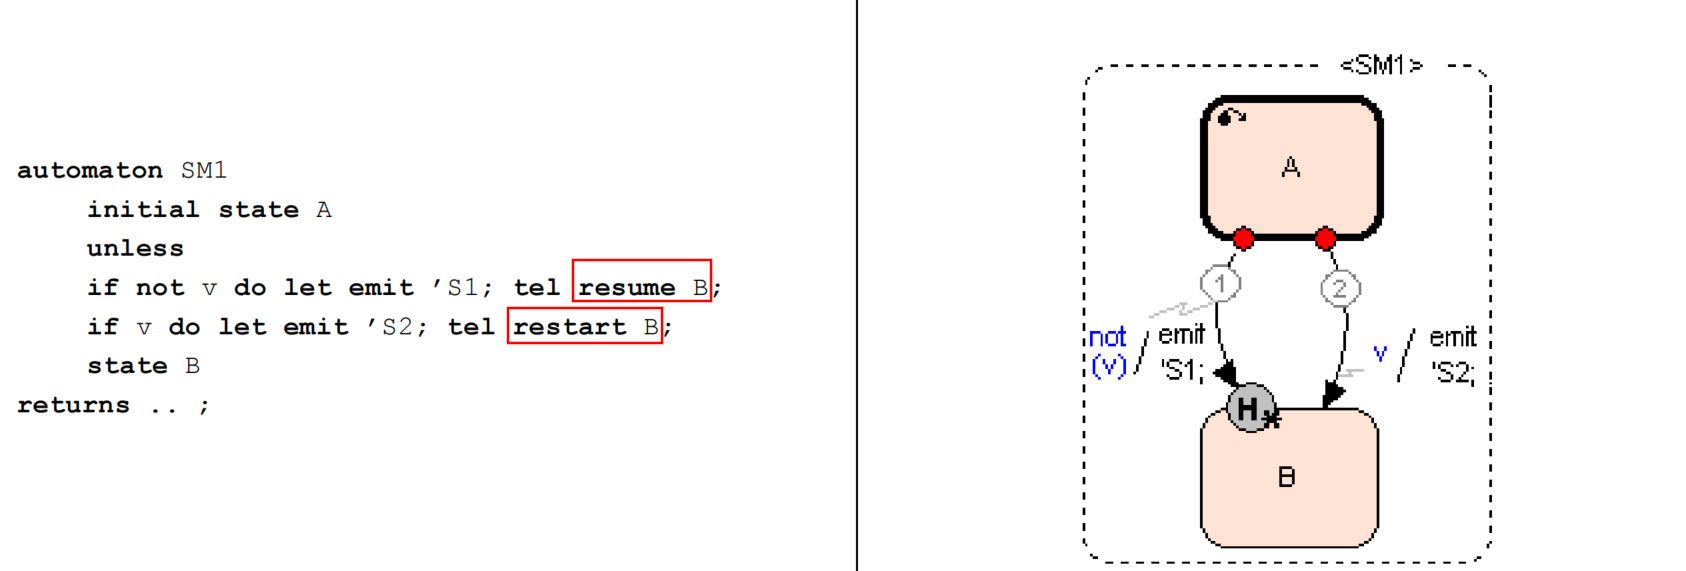 automaton SM1
initial state A
unless
if not v do let emit ’S1; tel resume B;
if v do let emit ’S2; tel restart B;
state B
returns .. ;
<SM1>
A
1
2
not (v) / emit 'S1;
v / emit 'S2;
H*
B